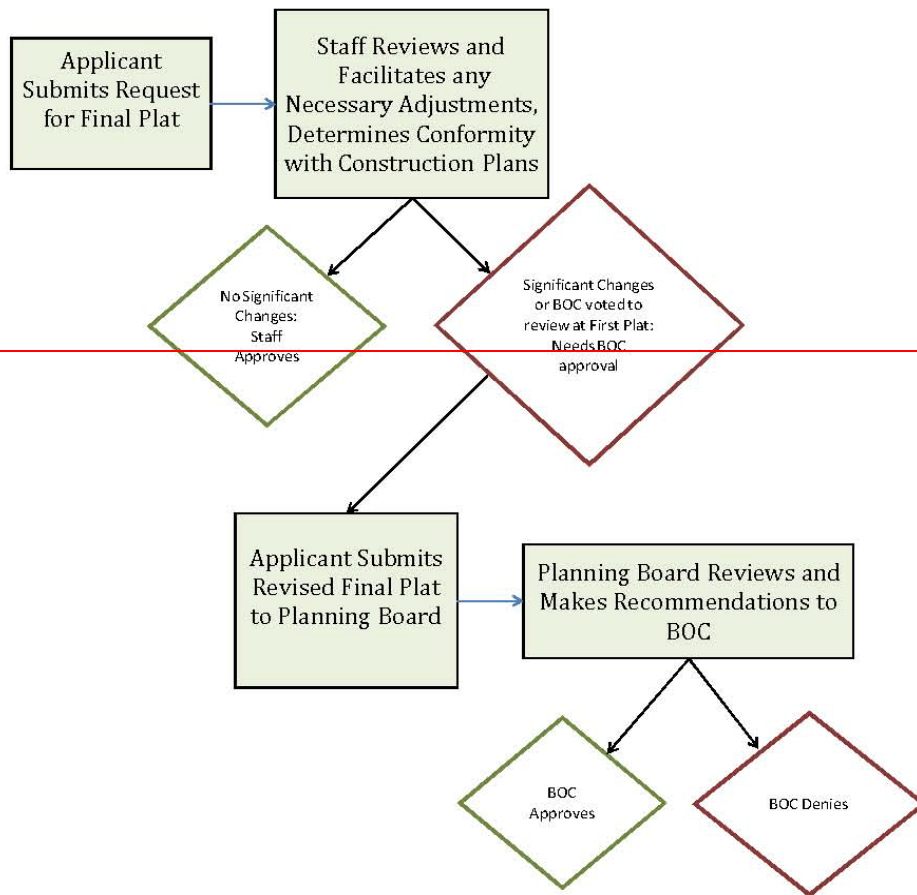 Applicant
Submits Request
for Final Plat
Staff Reviews and
Facilitates any
Necessary Adjustments,
Determines Conformity
with Construction Plans
No Significant
Changes:
Staff
Approves
Significant Changes
or BOC voted to
review at First Plat:
Needs BOC
approval
Applicant Submits
Revised Final Plat
to Planning Board
Planning Board Reviews and
Makes Recommendations to
BOC
BOC
Approves
BOC Denies